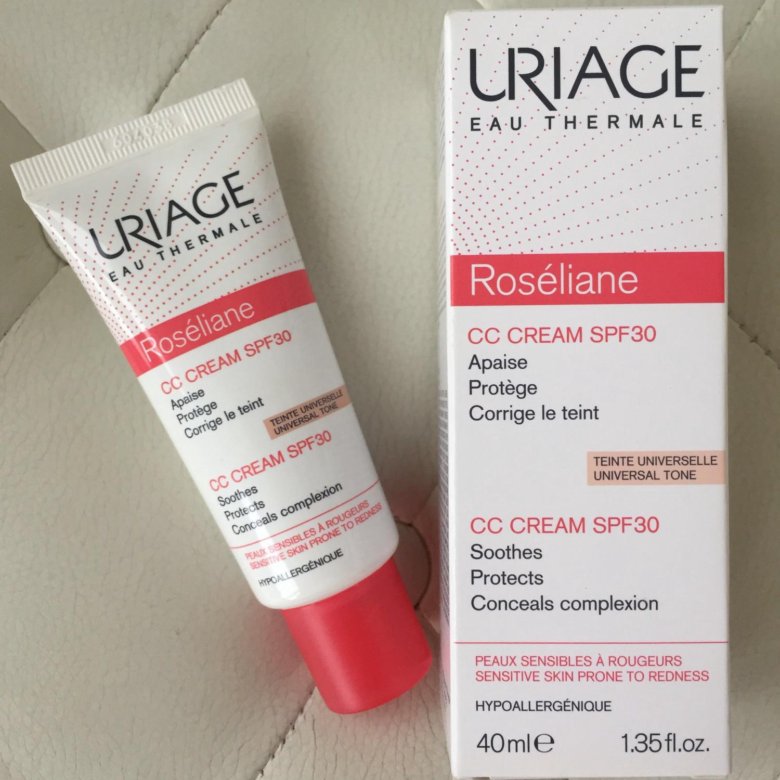 URIAGE
EAU THERMALE
Roséliane
CC CREAM SPF30
Apaise
Protège
Corrige le teint
TEINTE UNIVERSELLE
UNIVERSAL TONE
CC CREAM SPF30
Soothes
Protects
Conceals complexion
PEAUX SENSIBLES À ROUGEURS
SENSITIVE SKIN PRONE TO REDNESS
HYPOALLERGÉNIQUE
URIAGE
EAU THERMALE
Roséliane
CC CREAM SPF30
Apaise
Protège
Corrige le teint
TEINTE UNIVERSELLE
UNIVERSAL TONE
CC CREAM SPF30
Soothes
Protects
Conceals complexion
PEAUX SENSIBLES À ROUGEURS
SENSITIVE SKIN PRONE TO REDNESS
HYPOALLERGÉNIQUE
40ml℮ 1.35fl.oz.